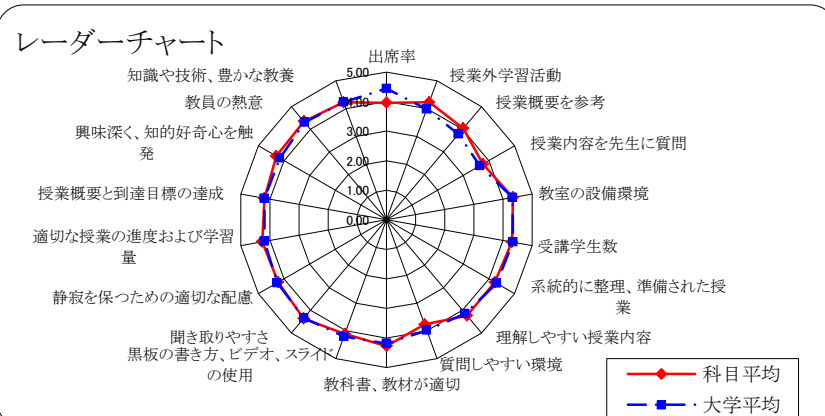 レーダーチャート
出席率
授業外学習活動
授業概要を参考
授業内容を先生に質問
教室の設備環境
受講学生数
系統的に整理、準備された授
業
理解しやすい授業内容
質問しやすい環境
教科書、教材が適切
黒板の書き方、ビデオ、スライド
の使用
聞き取りやすさ
静寂を保つための適切な配慮
適切な授業の進度および学習
量
授業概要と到達目標の達成
興味深く、知的好奇心を触
発
教員の熱意
知識や技術、豊かな教養
5.00
4.00
3.00
2.00
1.00
0.00
科目平均
大学平均